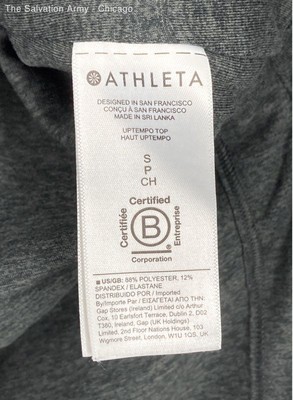 The Salvation Army - Chicago
ATHLETA
DESIGNED IN SAN FRANCISCO
CONÇU À SAN FRANCISCO
MADE IN SRI LANKA
UPTEMPO TOP
HAUT UPTEMPO
S
P
CH
Certified
Certifiée
B
Entreprise
®
Corporation
US/GB: 88% POLYESTER, 12%
SPANDEX / ELASTANE
DISTRIBUIDO POR / Imported
By/Importé Par / ΕΙΣΑΓΕΤΑΙ ΑΠΟ ΤΗΝ:
Gap Stores (Ireland) Limited c/o Arthur
Cox, 10 Earlsfort Terrace, Dublin 2, D02
T380, Ireland. Gap (UK Holdings)
Limited, 2nd Floor Nations House, 103
Wigmore Street, London, W1U 1QS, UK